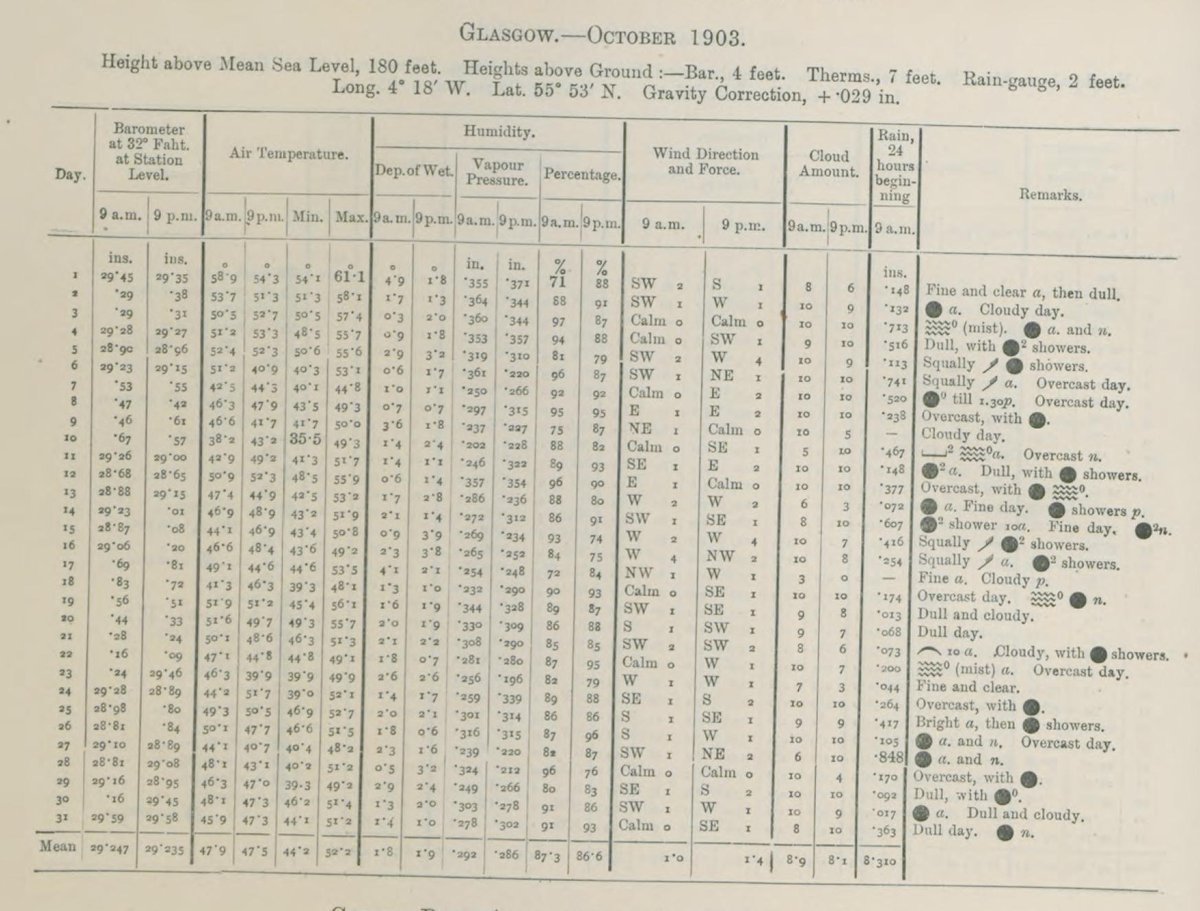 GLASGOW.—OCTOBER 1903.
Height above Mean Sea Level, 180 feet. Heights above Ground :—Bar., 4 feet. Therms., 7 feet. Rain-gauge, 2 feet.
Long. 4° 18′ W. Lat. 55° 53′ N. Gravity Correction, + ·029 in.
Day.
Barometer
at 32° Faht.
at Station
Level.
Air Temperature.
Humidity.
Dep. of Wet.
Vapour
Pressure.
Percentage.
Wind Direction
and Force.
Cloud
Amount.
Rain,
24
hours
begin-
ning
Remarks.
9 a.m. 9 p.m. 9 a.m. 9 p.m. Min. Max. 9 a.m. 9 p.m. 9 a.m. 9 p.m. 9 a.m. 9 p.m. 9 a.m. 9 p.m. 9 a.m. 9 p.m. 9 a.m.
ins. ins. ° ° ° ° ° ° in. in. % % ins.
1 29·45 29·35 58·9 54·3 54·1 61·1 4·9 1·8 ·355 ·371 71 88 SW 2 S 1 8 6 ·148 Fine and clear a, then dull.
2 ·29 ·38 53·7 51·3 51·3 58·1 1·7 1·3 ·364 ·344 88 91 SW 1 W 1 10 9 ·132 ● a. Cloudy day.
3 ·29 ·31 50·5 52·7 50·5 57·4 0·3 2·0 ·360 ·344 97 87 Calm 0 Calm 0 10 10 ·713 0 (mist). ● a. and n.
4 29·28 29·27 51·2 53·3 48·5 55·7 0·9 1·8 ·353 ·357 94 88 Calm 0 SW 1 9 10 ·516 Dull, with ●2 showers.
5 28·90 28·96 52·4 52·3 50·6 55·6 2·9 3·2 ·319 ·310 81 79 SW 2 W 4 10 9 ·113 Squally ● showers.
6 29·23 29·15 51·2 40·9 40·3 53·1 0·6 1·7 ·361 ·220 96 87 SW 1 NE 1 10 10 ·741 Squally a. Overcast day.
7 ·53 ·55 42·5 44·3 40·1 44·8 1·0 1·1 ·250 ·266 92 92 Calm 0 E 2 10 10 ·520 ●0 till 1.30p. Overcast day.
8 ·47 ·42 46·3 47·9 43·5 49·3 0·7 0·7 ·297 ·315 95 95 E 1 E 2 10 10 ·238 Overcast, with ●.
9 ·46 ·61 46·6 41·7 41·7 50·0 3·6 1·8 ·237 ·227 75 87 NE 1 Calm 0 10 5 — Cloudy day.
10 ·67 ·57 38·2 43·2 35·5 49·3 1·4 2·4 ·202 ·228 88 82 Calm 0 SE 1 5 10 ·467 2 0a. Overcast n.
11 29·26 29·00 42·9 49·2 41·3 51·7 1·4 1·1 ·246 ·322 89 93 SE 1 E 2 10 10 ·148 ●2 a. Dull, with ● showers.
12 28·68 28·65 50·9 52·3 48·5 55·9 0·6 1·4 ·357 ·354 96 90 E 1 Calm 0 10 10 ·377 Overcast, with ● 0.
13 28·88 29·15 47·4 44·9 42·5 53·2 1·7 2·8 ·286 ·236 88 80 W 2 W 2 6 3 ·072 ● a. Fine day. ● showers p.
14 29·23 ·01 46·9 48·9 43·2 51·9 2·1 1·4 ·272 ·312 86 91 SW 1 SE 1 8 10 ·607 ●2 shower 10a. Fine day. ●2n.
15 28·87 ·08 44·1 46·9 43·4 50·8 0·9 3·9 ·269 ·234 93 74 W 2 W 4 10 7 ·416 Squally ●2 showers.
16 29·06 ·20 46·6 48·4 43·6 49·2 2·3 3·8 ·265 ·252 84 75 W 4 NW 2 10 8 ·254 Squally a. ●2 showers.
17 ·69 ·81 49·1 44·6 44·6 53·5 4·1 2·1 ·254 ·248 72 84 NW 1 W 1 3 0 — Fine a. Cloudy p.
18 ·83 ·72 41·3 46·3 39·3 48·1 1·3 1·0 ·232 ·290 90 93 Calm 0 SE 1 10 10 ·174 Overcast day. 0 ● n.
19 ·56 ·51 51·9 51·2 45·4 56·1 1·6 1·9 ·344 ·328 89 87 SW 1 SE 1 9 8 ·013 Dull and cloudy.
20 ·44 ·33 51·6 49·7 49·3 55·7 2·0 1·9 ·330 ·309 86 88 S 1 SW 1 9 7 ·068 Dull day.
21 ·28 ·24 50·1 48·6 46·3 51·3 2·1 2·2 ·308 ·290 85 85 SW 2 SW 2 8 6 ·073 10 a. Cloudy, with ● showers.
22 ·16 ·09 47·1 44·8 44·8 49·1 1·8 0·7 ·281 ·280 87 95 Calm 0 W 1 10 7 ·200 0 (mist) a. Overcast day.
23 ·24 29·46 46·3 39·9 39·9 49·9 2·6 2·6 ·256 ·196 82 79 W 1 W 1 7 3 ·044 Fine and clear.
24 29·28 28·89 44·2 51·7 39·0 52·1 1·4 1·7 ·259 ·339 89 88 SE 1 S 2 10 10 ·264 Overcast, with ●.
25 28·98 ·80 49·3 50·5 46·9 52·7 2·0 2·1 ·301 ·314 86 86 S 1 SE 1 9 9 ·417 Bright a, then ● showers.
26 28·81 ·84 50·1 47·7 46·6 51·5 1·8 0·6 ·316 ·315 87 96 S 1 W 1 10 10 ·105 ● a. and n. Overcast day.
27 29·10 28·89 44·1 40·7 40·4 48·2 2·3 1·6 ·239 ·220 82 87 SW 1 NE 2 6 10 ·848 ● a. and n.
28 28·81 29·08 48·1 43·1 40·2 51·2 0·5 3·2 ·324 ·212 96 76 Calm 0 Calm 0 10 4 ·170 Overcast, with ●.
29 29·16 28·95 46·3 47·0 39·3 49·2 2·9 2·4 ·249 ·266 80 83 SE 1 S 2 10 10 ·092 Dull, with ●0.
30 ·16 29·45 48·1 47·3 46·2 51·4 1·3 2·0 ·303 ·278 91 86 SW 1 W 1 10 9 ·017 ● a. Dull and cloudy.
31 29·59 29·58 45·9 47·3 44·1 51·2 1·4 1·0 ·278 ·302 91 93 Calm 0 SE 1 8 10 ·363 Dull day. ● n.
Mean 29·247 29·235 47·9 47·5 44·2 52·2 1·8 1·9 ·292 ·286 87·3 86·6 1·0 1·4 8·9 8·1 8·310